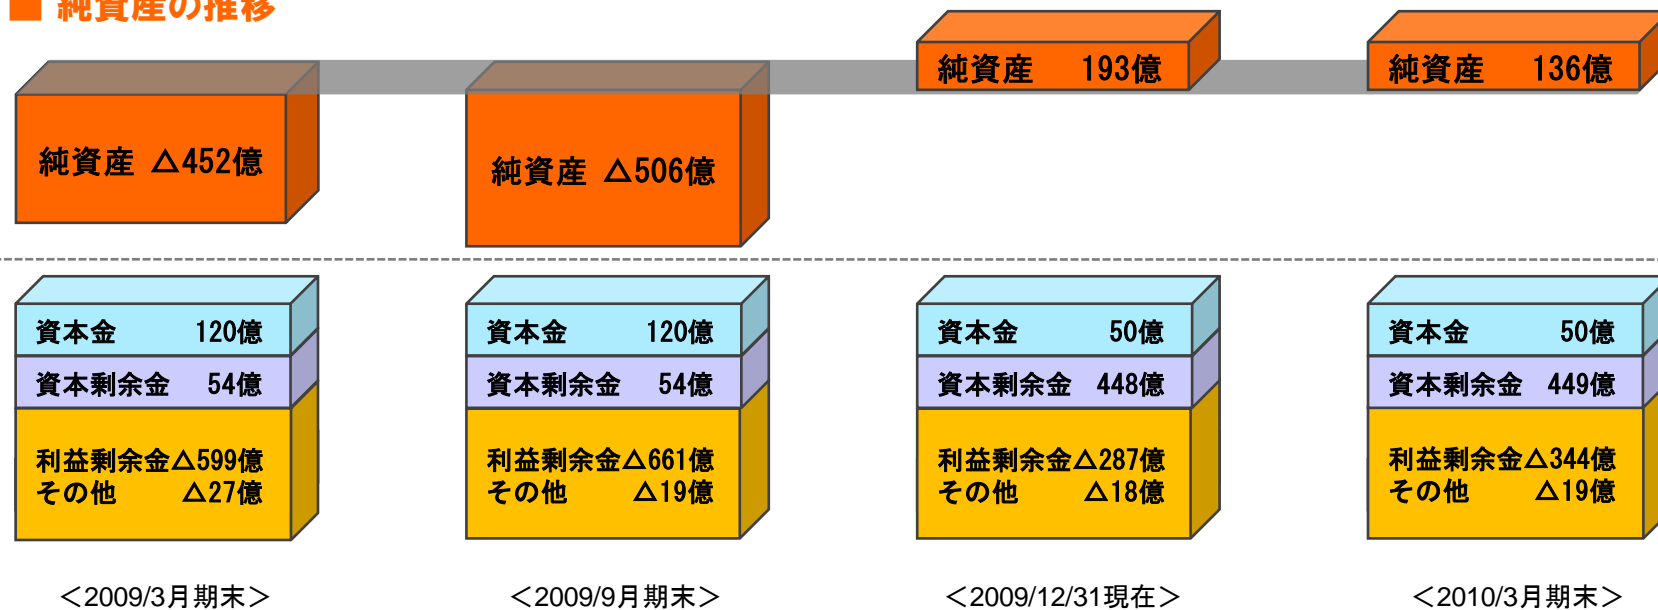 ■ 純資産の推移
純資産 △452億
純資産 △506億
純資産 193億
純資産 136億
資本金 120億
資本剰余金 54億
利益剰余金△599億
その他 △27億
資本金 120億
資本剰余金 54億
利益剰余金△661億
その他 △19億
資本金 50億
資本剰余金 448億
利益剰余金△287億
その他 △18億
資本金 50億
資本剰余金 449億
利益剰余金△344億
その他 △19億
＜2009/3月期末＞
＜2009/9月期末＞
＜2009/12/31現在＞
＜2010/3月期末＞